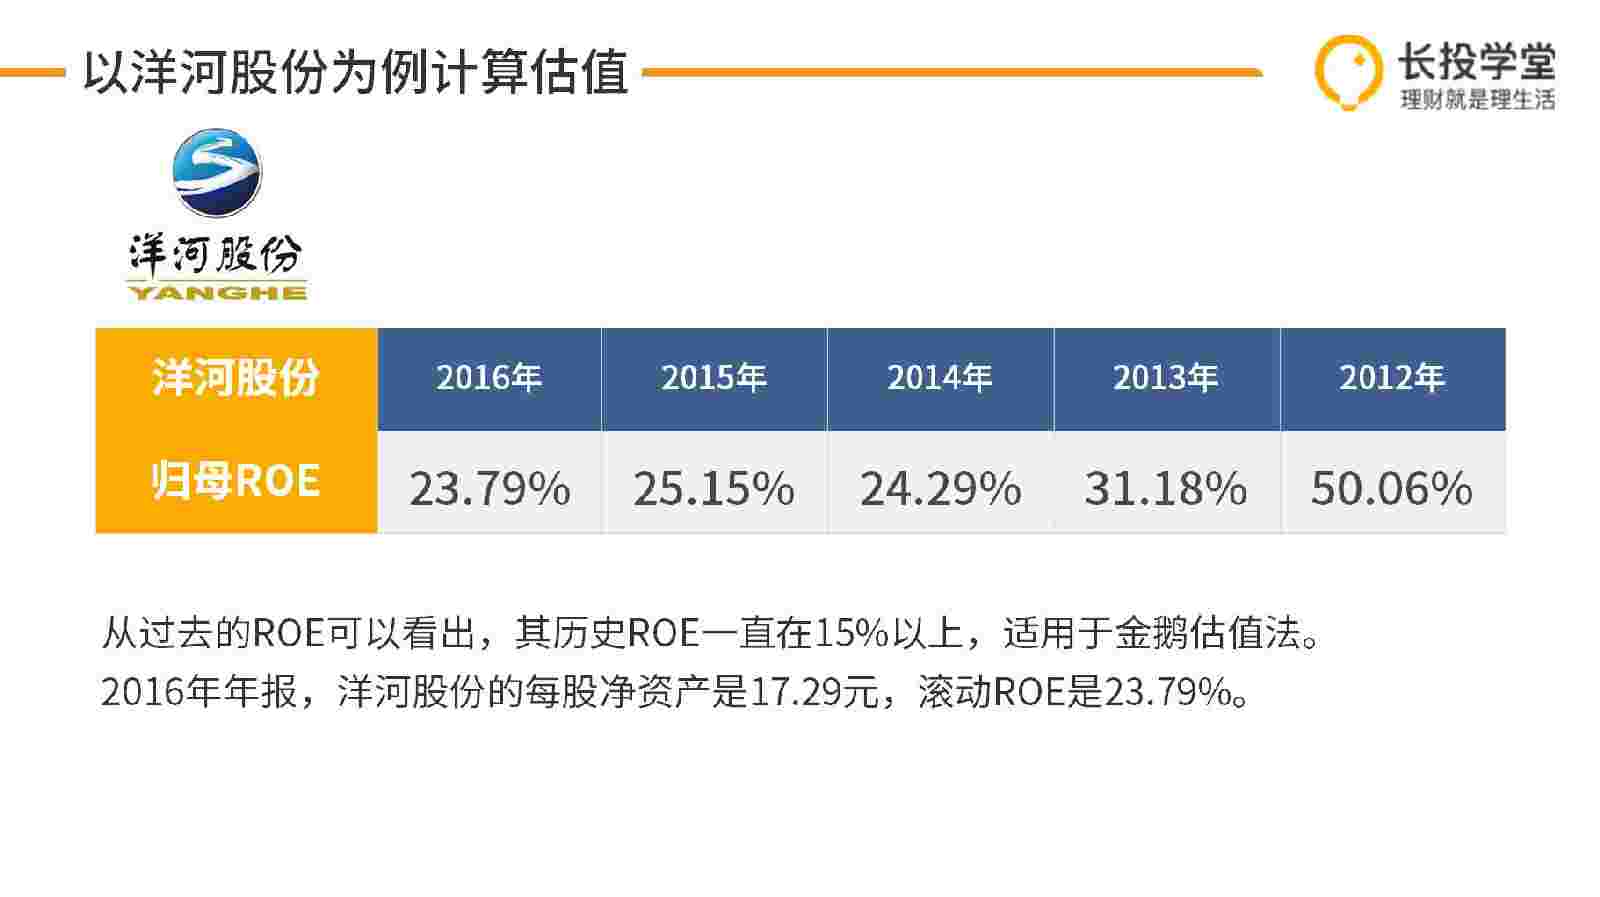 以洋河股份为例计算估值
长投学堂
理财就是理生活
洋河股份
YANGHE
洋河股份 2016年 2015年 2014年 2013年 2012年
归母ROE 23.79% 25.15% 24.29% 31.18% 50.06%
从过去的ROE可以看出，其历史ROE一直在15%以上，适用于金鹅估值法。
2016年年报，洋河股份的每股净资产是17.29元，滚动ROE是23.79%。